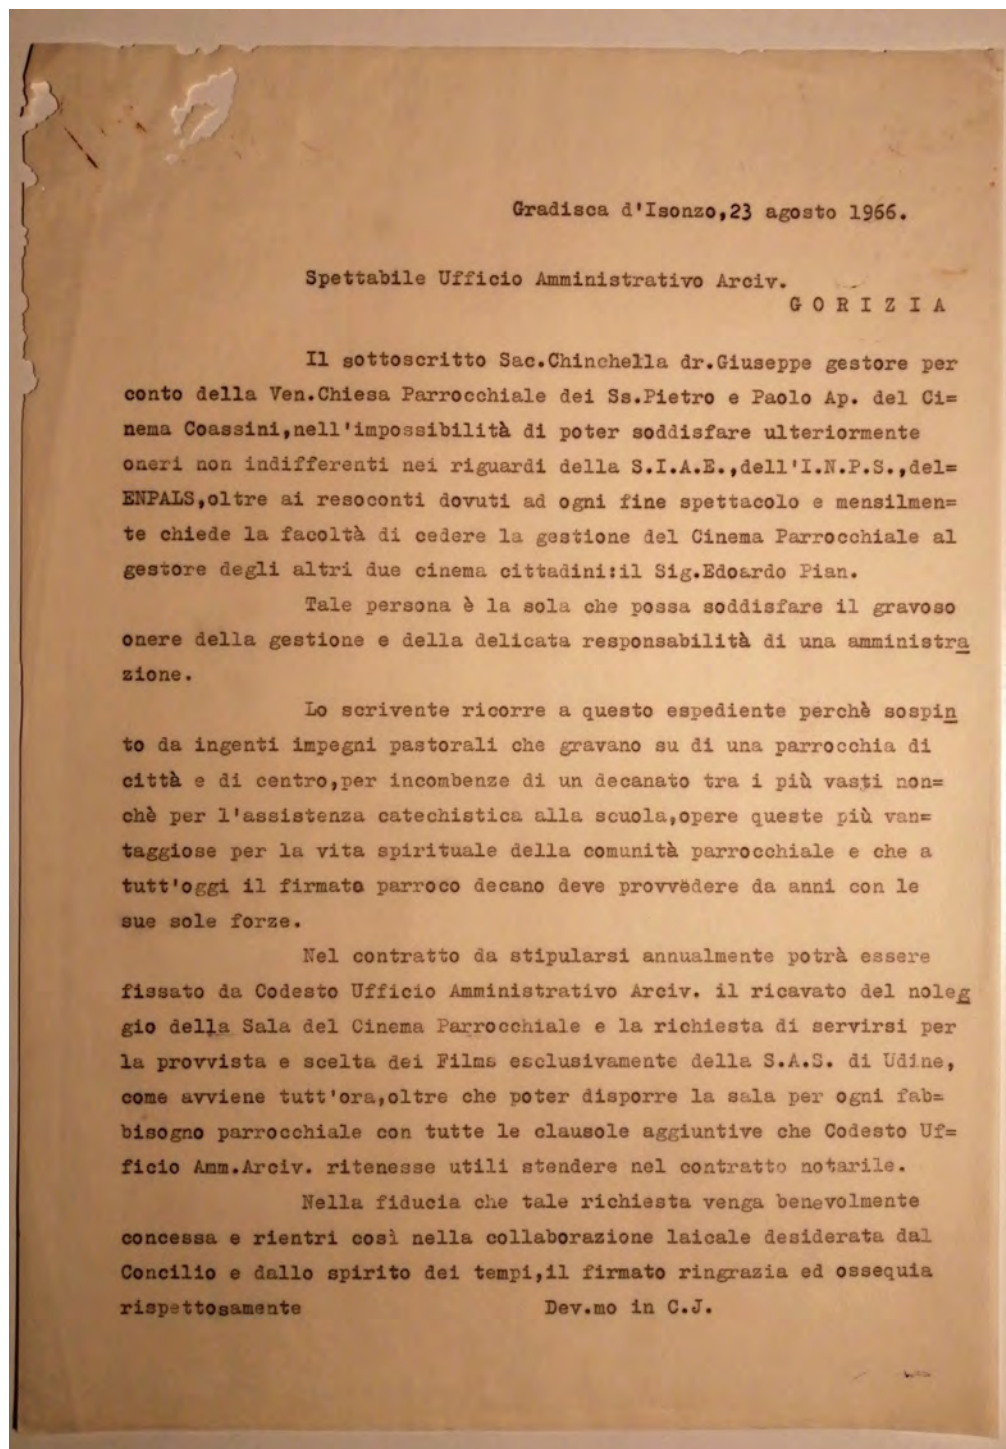 Gradisca d'Isonzo,23 agosto 1966.
Spettabile Ufficio Amministrativo Arciv.
G O R I Z I A
Il sottoscritto Sac.Chinchella dr.Giuseppe gestore per
conto della Ven.Chiesa Parrocchiale dei Ss.Pietro e Paolo Ap. del Ci=
nema Coassini,nell'impossibilità di poter soddisfare ulteriormente
oneri non indifferenti nei riguardi della S.I.A.E.,dell'I.N.P.S.,del=
ENPALS,oltre ai resoconti dovuti ad ogni fine spettacolo e mensilmen=
te chiede la facoltà di cedere la gestione del Cinema Parrocchiale al
gestore degli altri due cinema cittadini:il Sig.Edoardo Pian.
Tale persona è la sola che possa soddisfare il gravoso
onere della gestione e della delicata responsabilità di una amministra
zione.
Lo scrivente ricorre a questo espediente perchè sospin
to da ingenti impegni pastorali che gravano su di una parrocchia di
città e di centro,per incombenze di un decanato tra i più vasti non=
chè per l'assistenza catechistica alla scuola,opere queste più van=
taggiose per la vita spirituale della comunità parrocchiale e che a
tutt'oggi il firmato parroco decano deve provvëdere da anni con le
sue sole forze.
Nel contratto da stipularsi annualmente potrà essere
fissato da Codesto Ufficio Amministrativo Arciv. il ricavato del noleg
gio della Sala del Cinema Parrocchiale e la richiesta di servirsi per
la provvista e scelta dei Films esclusivamente della S.A.S. di Udine,
come avviene tutt'ora,oltre che poter disporre la sala per ogni fab=
bisogno parrocchiale con tutte le clausole aggiuntive che Codesto Uf=
ficio Amm.Arciv. ritenesse utili stendere nel contratto notarile.
Nella fiducia che tale richiesta venga benevolmente
concessa e rientri così nella collaborazione laicale desiderata dal
Concilio e dallo spirito dei tempi,il firmato ringrazia ed ossequia
rispettosamente Dev.mo in C.J.